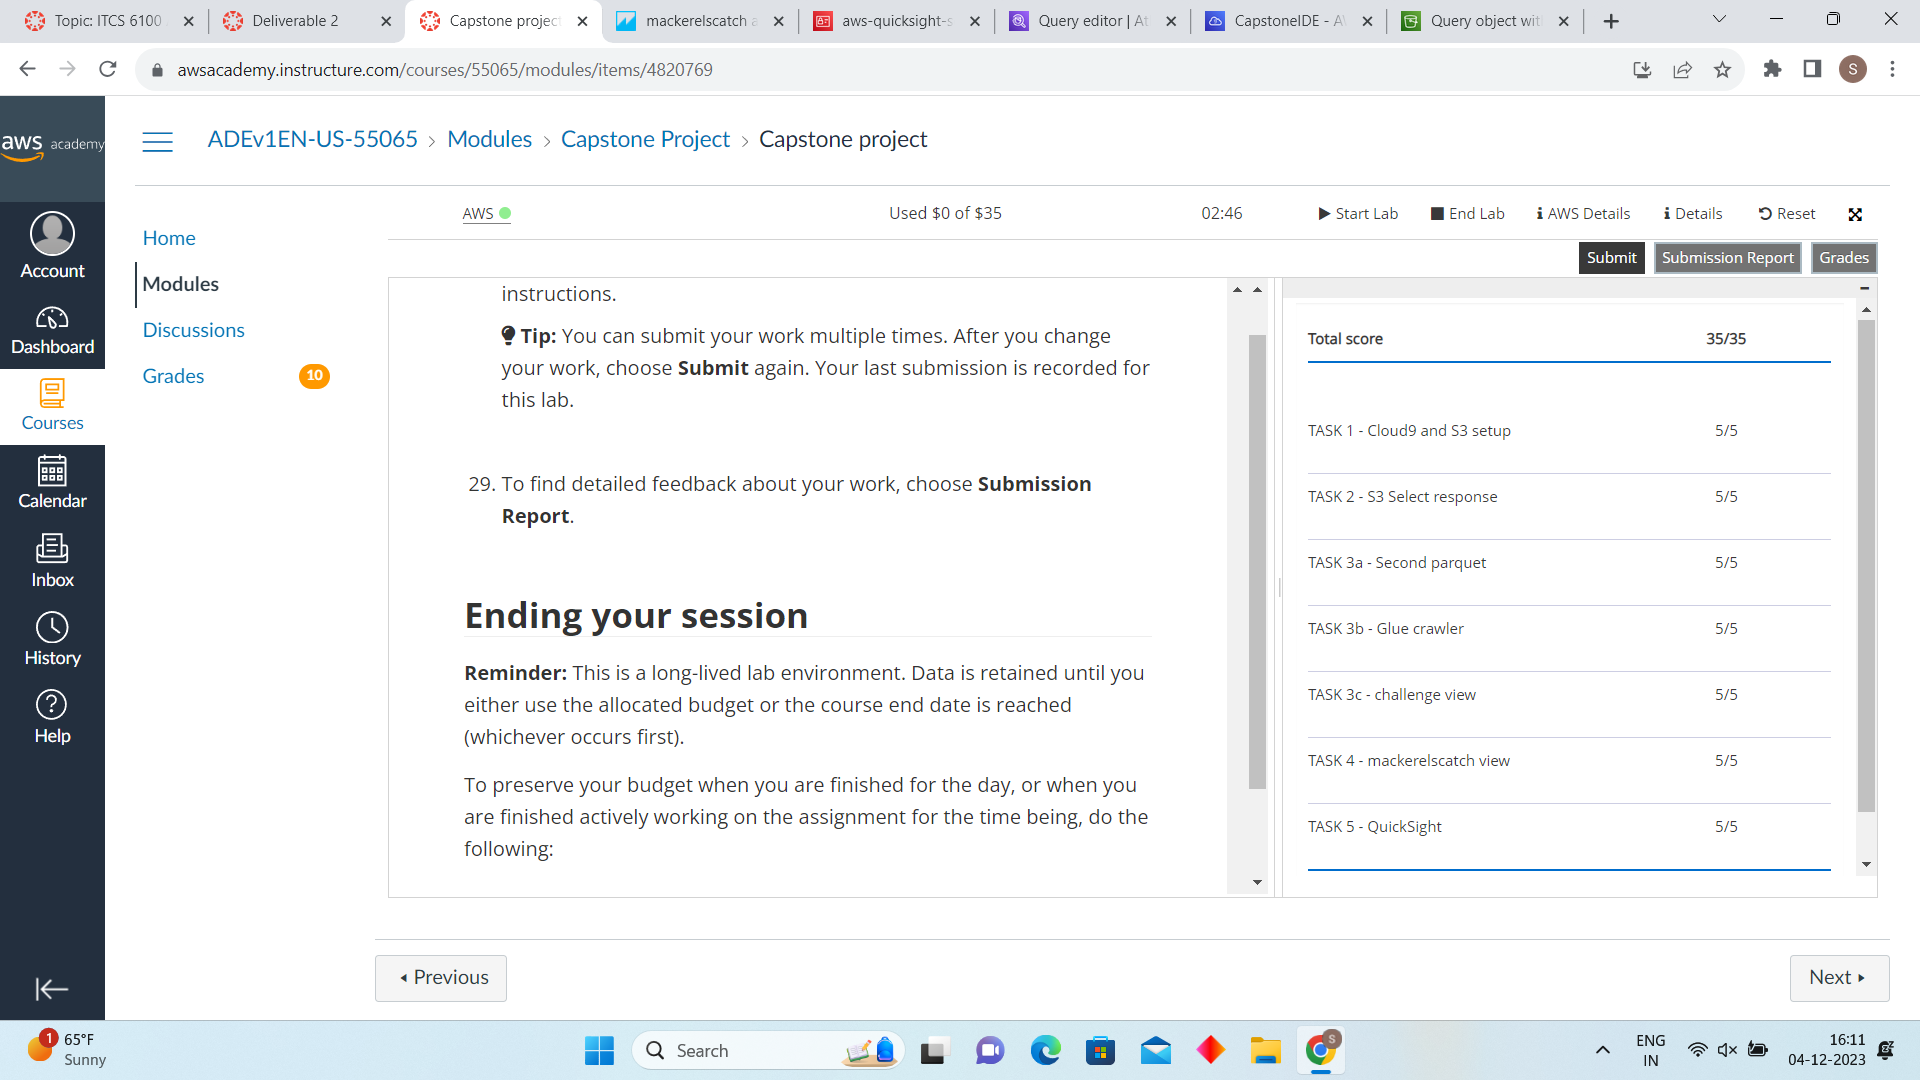 Topic: ITCS 6100
Deliverable 2
Capstone project
mackerelscatch a
aws-quicksight-s
Query editor | At
CapstoneIDE - A
Query object wit
awsacademy.instructure.com/courses/55065/modules/items/4820769
S
aws academy
ADEv1EN-US-55065 > Modules > Capstone Project > Capstone project
Account
Dashboard
Courses
Calendar
Inbox
History
Help
Home
Modules
Discussions
Grades 10
AWS
Used $0 of $35
02:46
Start Lab
End Lab
AWS Details
Details
Reset
Submit
Submission Report
Grades
instructions.
Tip: You can submit your work multiple times. After you change
your work, choose Submit again. Your last submission is recorded for
this lab.
29. To find detailed feedback about your work, choose Submission
Report.
Ending your session
Reminder: This is a long-lived lab environment. Data is retained until you
either use the allocated budget or the course end date is reached
(whichever occurs first).
To preserve your budget when you are finished for the day, or when you
are finished actively working on the assignment for the time being, do the
following:
Total score 35/35
TASK 1 - Cloud9 and S3 setup 5/5
TASK 2 - S3 Select response 5/5
TASK 3a - Second parquet 5/5
TASK 3b - Glue crawler 5/5
TASK 3c - challenge view 5/5
TASK 4 - mackerelscatch view 5/5
TASK 5 - QuickSight 5/5
Previous
Next
1
65°F
Sunny
Search
S
ENG
IN
16:11
04-12-2023